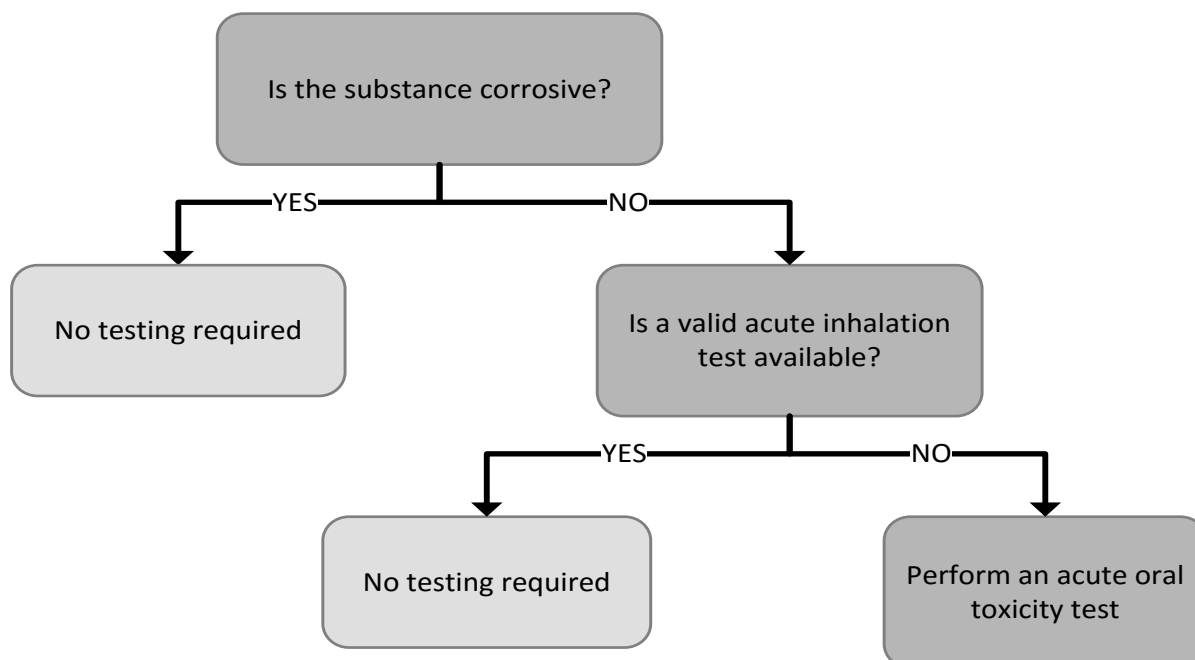 Is the substance corrosive?
YES
NO
No testing required
Is a valid acute inhalation
test available?
YES
NO
No testing required
Perform an acute oral
toxicity test